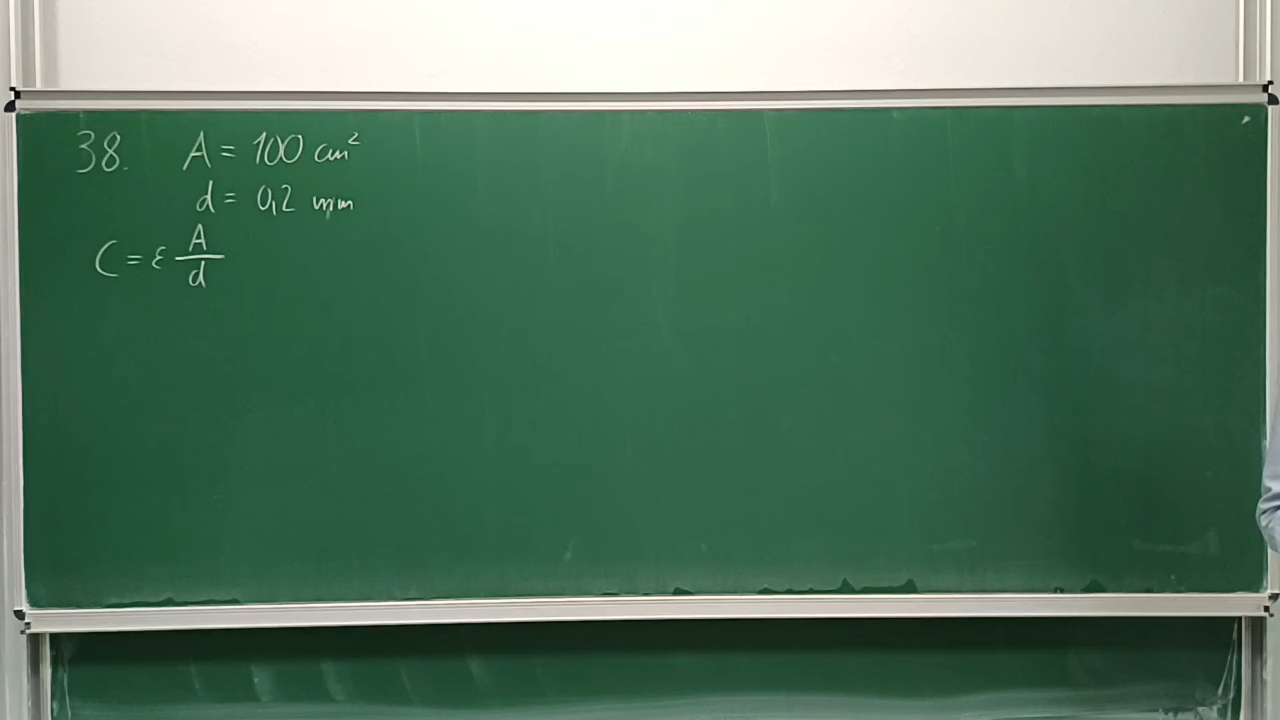 38. A = 100 cm²
d = 0,2 mm
C = ε A/d